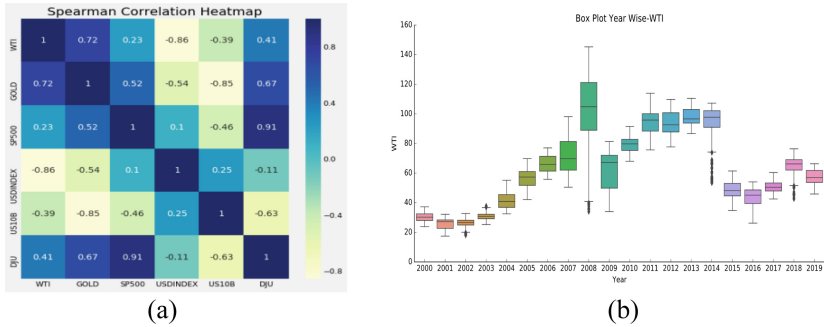 Spearman Correlation Heatmap
WTI 1 0.72 0.23 -0.86 -0.39 0.41
GOLD 0.72 1 0.52 -0.54 -0.85 0.67
SP500 0.23 0.52 1 0.1 -0.46 0.91
USDINDEX -0.86 -0.54 0.1 1 0.25 -0.11
US10B -0.39 -0.85 -0.46 0.25 1 -0.63
DJU 0.41 0.67 0.91 -0.11 -0.63 1
WTI GOLD SP500 USDINDEX US10B DJU
0.8
0.4
0.0
-0.4
-0.8
(a)
Box Plot Year Wise-WTI
160
140
120
100
80
60
40
20
0
WTI
2000 2001 2002 2003 2004 2005 2006 2007 2008 2009 2010 2011 2012 2013 2014 2015 2016 2017 2018 2019
Year
(b)